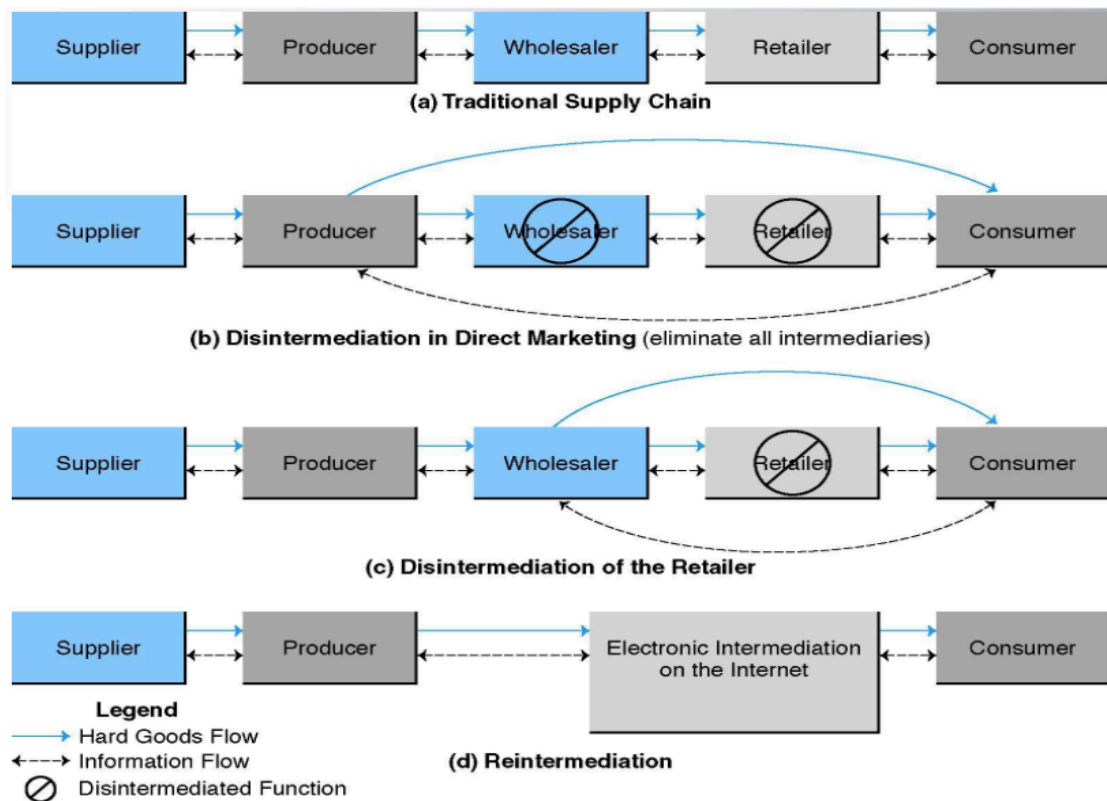 Supplier
Producer
Wholesaler
Retailer
Consumer
(a) Traditional Supply Chain
Supplier
Producer
Wholesaler
Retailer
Consumer
(b) Disintermediation in Direct Marketing (eliminate all intermediaries)
Supplier
Producer
Wholesaler
Retailer
Consumer
(c) Disintermediation of the Retailer
Supplier
Producer
Electronic Intermediation
on the Internet
Consumer
Legend
Hard Goods Flow
Information Flow
Disintermediated Function
(d) Reintermediation